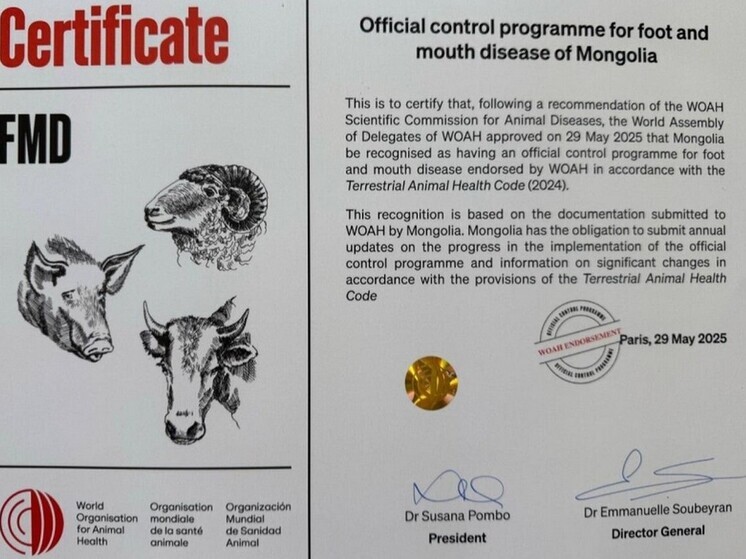 Certificate
FMD
World
Organisation
for Animal
Health
Organisation
mondiale
de la santé
animale
Organización
Mundial
de Sanidad
Animal
Official control programme for foot and
mouth disease of Mongolia
This is to certify that, following a recommendation of the WOAH
Scientific Commission for Animal Diseases, the World Assembly
of Delegates of WOAH approved on 29 May 2025 that Mongolia
be recognised as having an official control programme for foot
and mouth disease endorsed by WOAH in accordance with the
Terrestrial Animal Health Code (2024).
This recognition is based on the documentation submitted to
WOAH by Mongolia. Mongolia has the obligation to submit annual
updates on the progress in the implementation of the official
control programme and information on significant changes in
accordance with the provisions of the Terrestrial Animal Health
Code
OFFICIAL CONTROL PROGRAMME
WOAH ENDORSEMENT
OFFICIAL CONTROL PROGRAMME
Paris, 29 May 2025
Dr Susana Pombo
President
Dr Emmanuelle Soubeyran
Director General